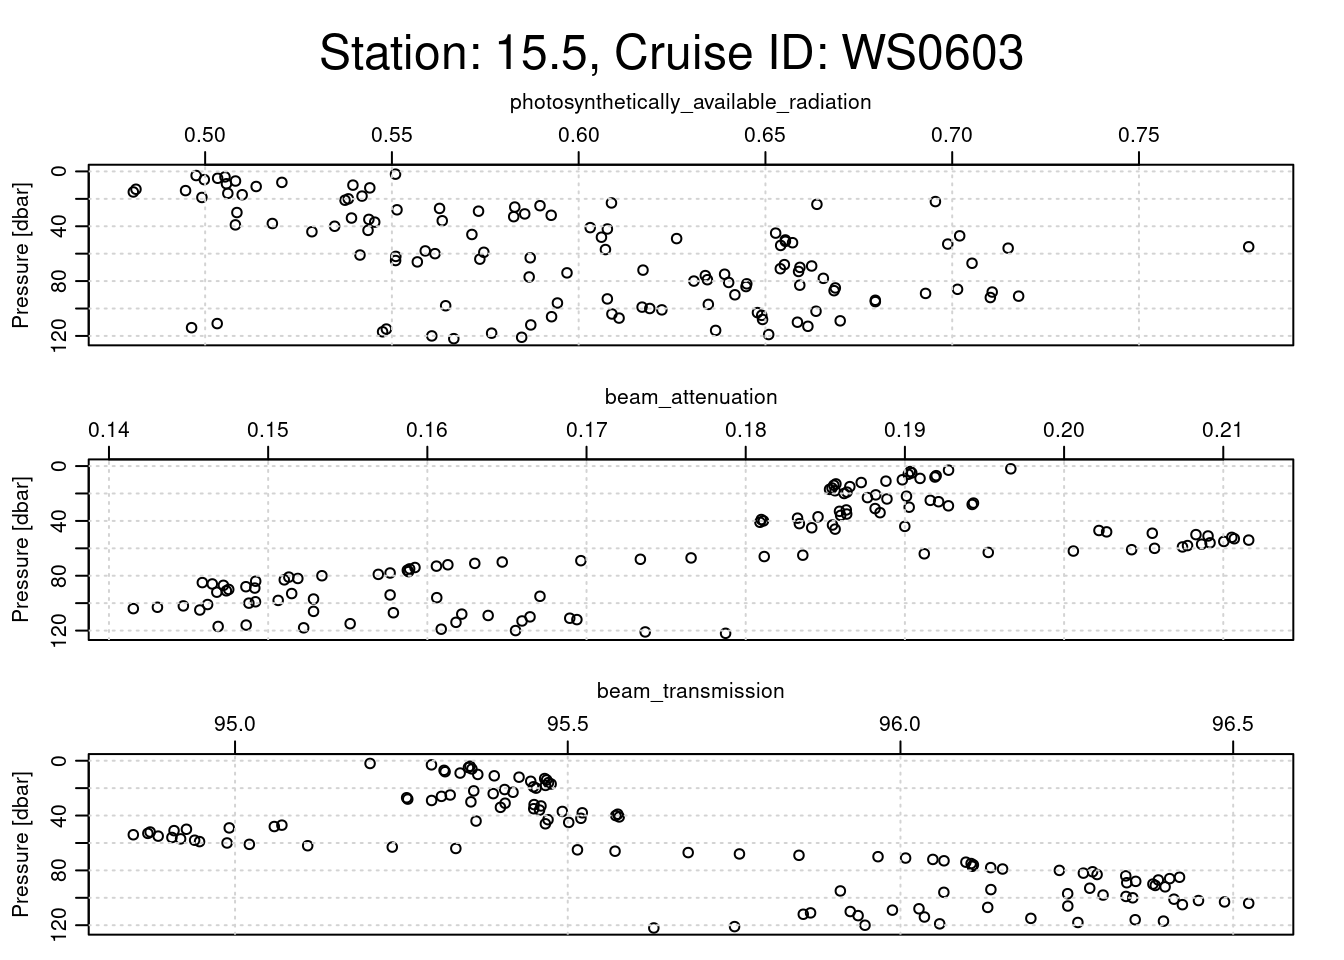 Station: 15.5, Cruise ID: WS0603
photosynthetically_available_radiation
0.50 0.55 0.60 0.65 0.70 0.75
Pressure [dbar]
0 40 80 120
beam_attenuation
0.14 0.15 0.16 0.17 0.18 0.19 0.20 0.21
Pressure [dbar]
0 40 80 120
beam_transmission
95.0 95.5 96.0 96.5
Pressure [dbar]
0 40 80 120